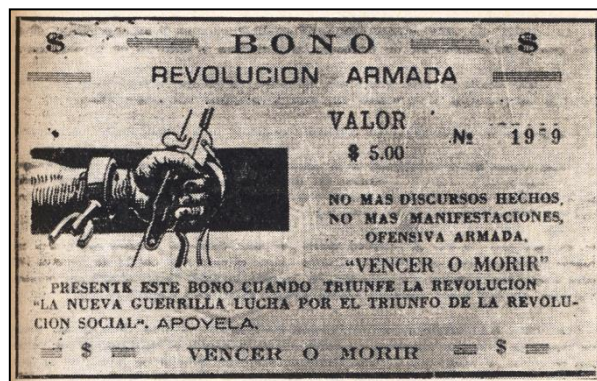 $ BONO $
REVOLUCION ARMADA
VALOR
$ 5.00
Nº 1959
NO MAS DISCURSOS HECHOS,
NO MAS MANIFESTACIONES,
OFENSIVA ARMADA.
"VENCER O MORIR"
PRESENTE ESTE BONO CUANDO TRIUNFE LA REVOLUCION
"LA NUEVA GUERRILLA LUCHA POR EL TRIUNFO DE LA REVOLU-
CION SOCIAL". APOYELA.
$ VENCER O MORIR $